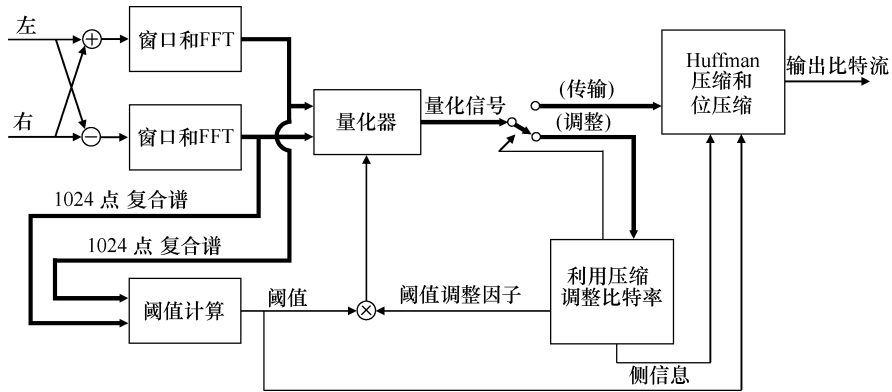 左
窗口和FFT
右
窗口和FFT
量化器
量化信号
(传输)
(调整)
Huffman
压缩和
位压缩
输出比特流
1024 点 复合谱
1024 点 复合谱
阈值计算
阈值
阈值调整因子
利用压缩
调整比特率
侧信息